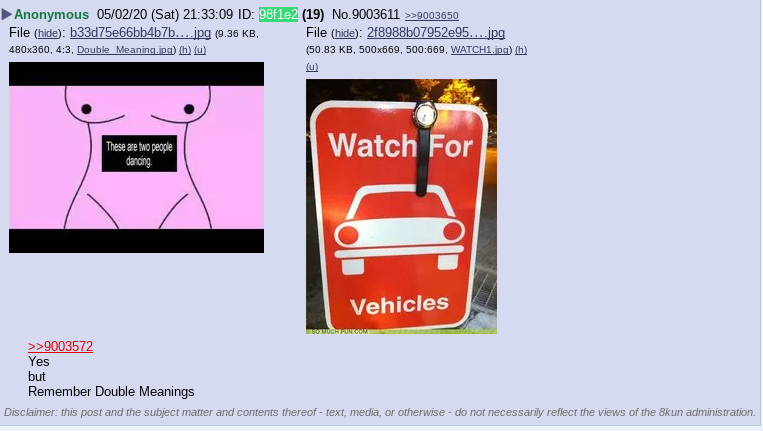 ▶Anonymous 05/02/20 (Sat) 21:33:09 ID: 98f1e2 (19) No.9003611 >>9003650
File (hide): b33d75e66bb4b7b….jpg (9.36 KB, 480x360, 4:3, Double_Meaning.jpg) (h) (u)
These are two people
dancing.
File (hide): 2f8988b07952e95….jpg
(50.83 KB, 500x669, 500:669, WATCH1.jpg) (h)
(u)
Watch For
Vehicles
SO MUCH PUN.COM
>>9003572
Yes
but
Remember Double Meanings
Disclaimer: this post and the subject matter and contents thereof - text, media, or otherwise - do not necessarily reflect the views of the 8kun administration.